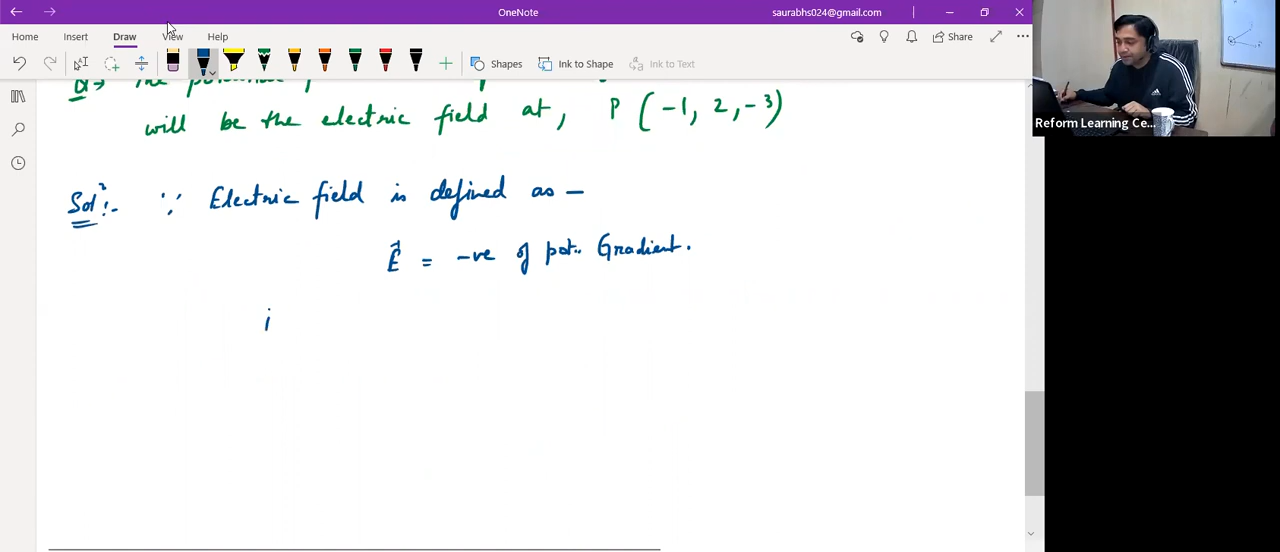 OneNote
saurabhs024@gmail.com
Home Insert Draw View Help
Share
Shapes
Ink to Shape
Ink to Text
Reform Learning Ce...
will be the electric field at, P (-1, 2, -3)
Solⁿ:- ∵ Electric field is defined as —
E⃗ = -ve of pot. Gradient.
i